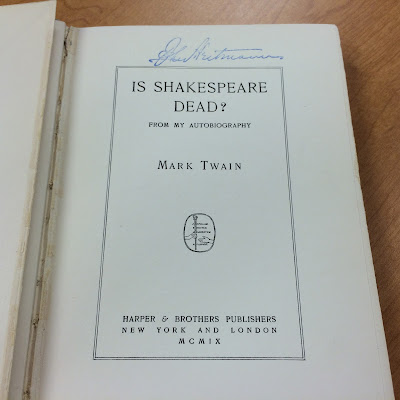 IS SHAKESPEARE
DEAD?
FROM MY AUTOBIOGRAPHY
MARK TWAIN
HARPER & BROTHERS PUBLISHERS
NEW YORK AND LONDON
MCMIX